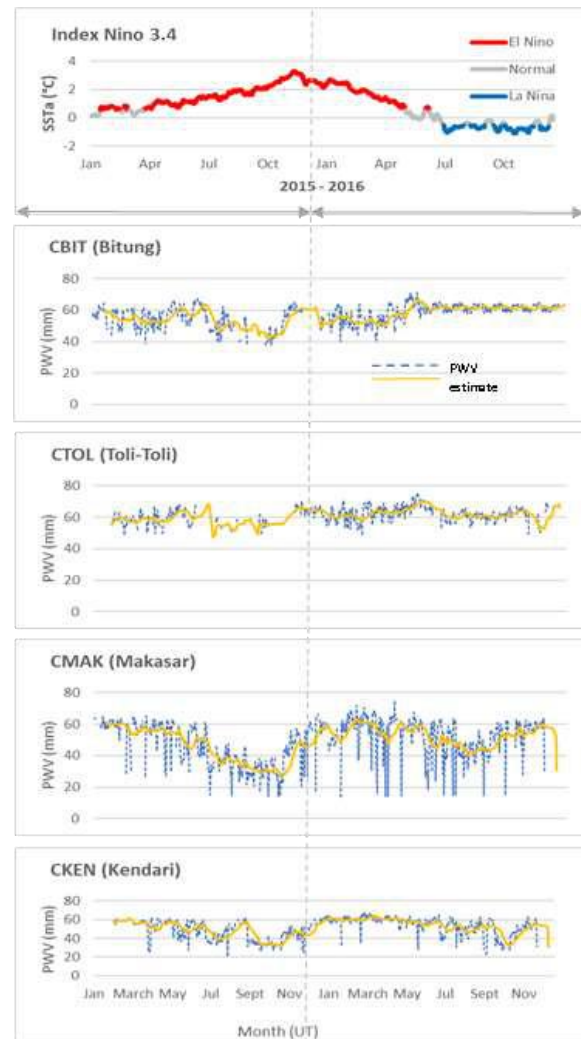 Index Nino 3.4
El Nino
Normal
La Nina
SSTa (°C)
4
2
0
-2
Jan Apr Jul Oct Jan Apr Jul Oct
2015 - 2016
CBIT (Bitung)
PWV (mm)
80
60
40
20
0
PWV
estimate
CTOL (Toli-Toli)
PWV (mm)
80
60
40
20
0
CMAK (Makasar)
PWV (mm)
80
60
40
20
0
CKEN (Kendari)
PWV (mm)
80
60
40
20
0
Jan March May Jul Sept Nov Jan March May Jul Sept Nov
Month (UT)